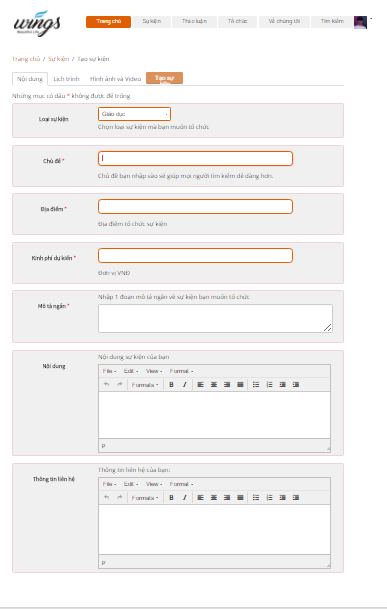 wings
Beautiful Life
Trang chủ Sự kiện Thảo luận Tổ chức Về chúng tôi Tìm kiếm
Trang chủ / Sự kiện / Tạo sự kiện
Nội dung Lịch trình Hình ảnh và Video Tạo sự kiện
Những mục có dấu * không được để trống
Loại sự kiện Giáo dục
Chọn loại sự kiện mà bạn muốn tổ chức
Chủ đề *
Chủ đề bạn nhập vào sẽ giúp mọi người tìm kiếm dễ dàng hơn.
Địa điểm *
Địa điểm tổ chức sự kiện
Kinh phí dự kiến *
Đơn vị VND
Nhập 1 đoạn mô tả ngắn về sự kiện bạn muốn tổ chức
Mô tả ngắn *
Nội dung sự kiện của bạn
Nội dung
File Edit View Format
Formats B I
p
Thông tin liên hệ của bạn:
Thông tin liên hệ
File Edit View Format
Formats B I
p